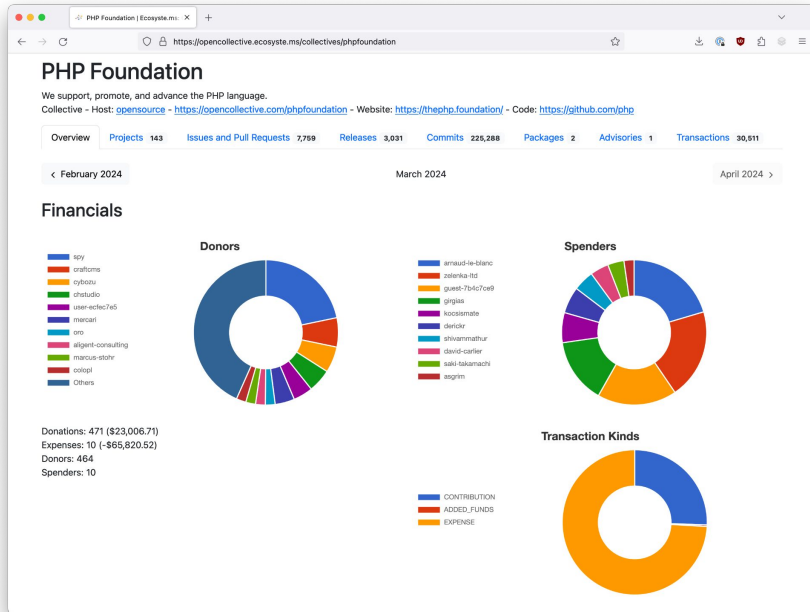 PHP Foundation | Ecosyste.ms:
https://opencollective.ecosyste.ms/collectives/phpfoundation
PHP Foundation
We support, promote, and advance the PHP language.
Collective - Host: opensource - https://opencollective.com/phpfoundation - Website: https://thephp.foundation/ - Code: https://github.com/php
Overview Projects 143 Issues and Pull Requests 7,759 Releases 3,031 Commits 225,288 Packages 2 Advisories 1 Transactions 30,511
February 2024 March 2024 April 2024
Financials
Donors
spy
craftcms
cybozu
chstudio
user-ecfec7e5
mercari
oro
aligent-consulting
marcus-stohr
colopl
Others
Spenders
arnaud-le-blanc
zelenka-ltd
guest-7b4c7ce9
girgias
kocsismate
derickr
shivammathur
david-carlier
saki-takamachi
asgrim
Donations: 471 ($23,006.71)
Expenses: 10 (-$65,820.52)
Donors: 464
Spenders: 10
Transaction Kinds
CONTRIBUTION
ADDED_FUNDS
EXPENSE